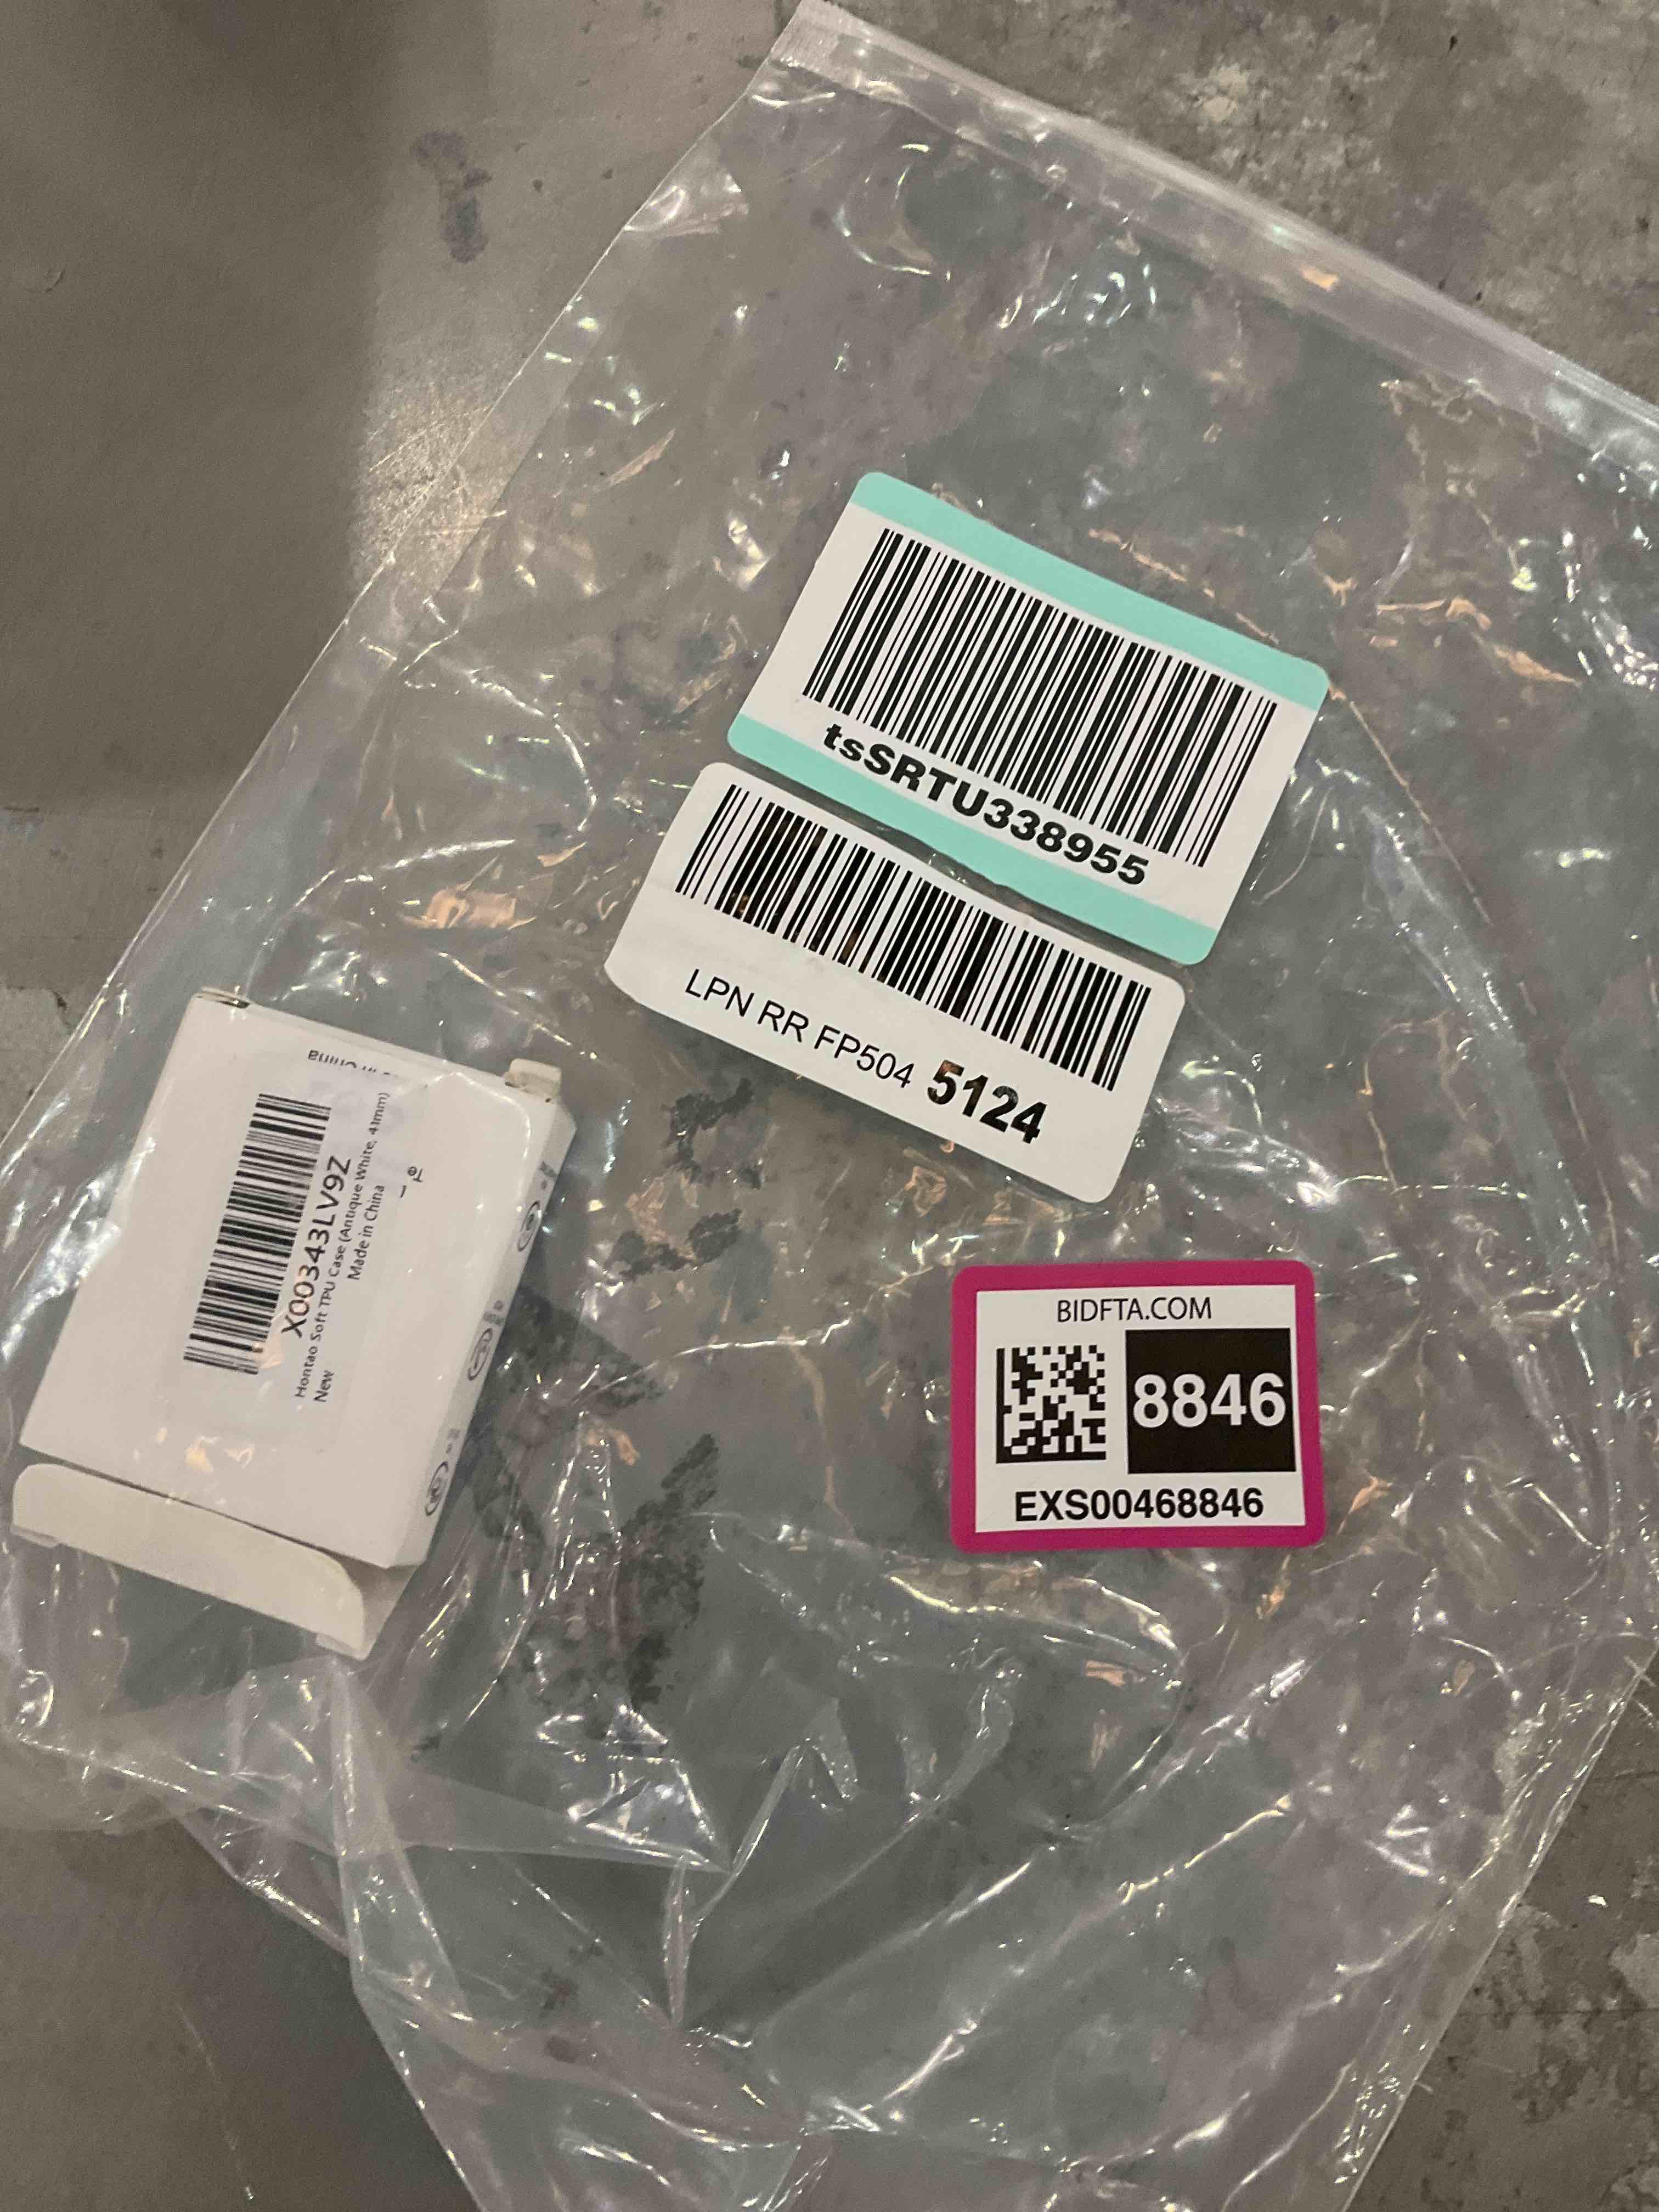 tsSRTU338955
LPN RR FP504 5124
X00343LV9Z
Hontao Soft TPU Case (Antique White, 41mm)
New
Made in China
BIDFTA.COM
8846
EXS00468846